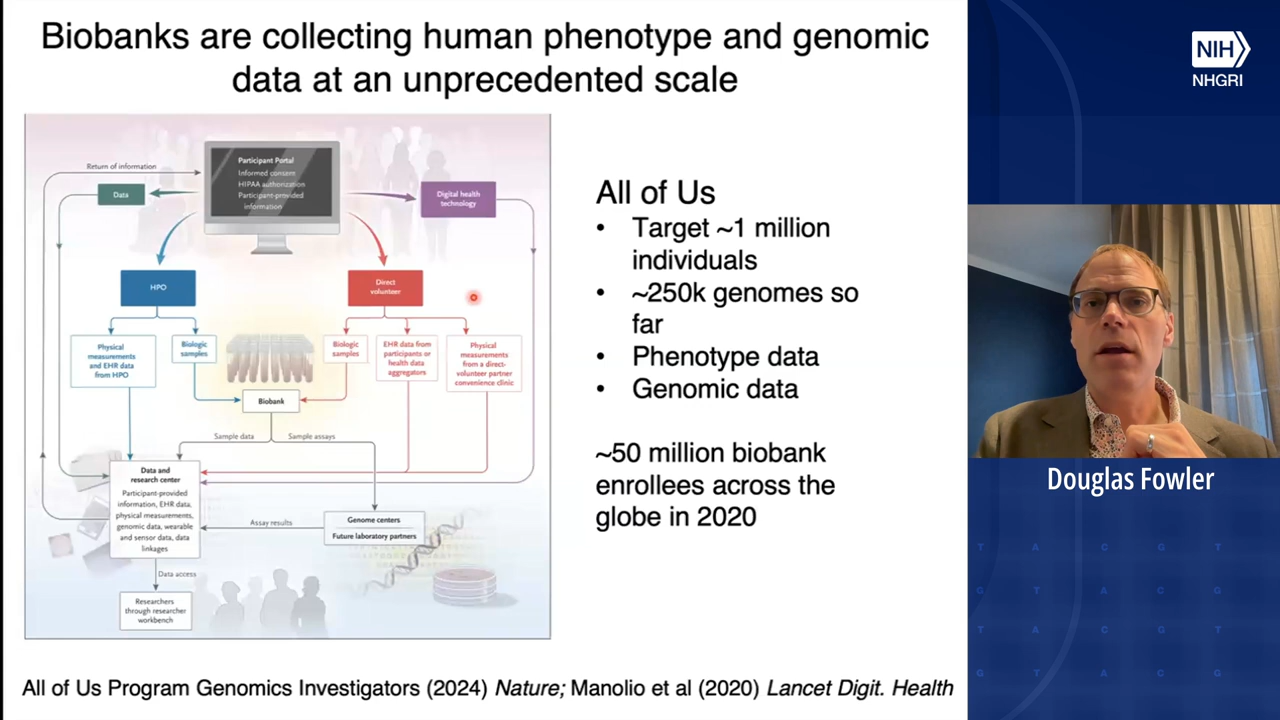 Biobanks are collecting human phenotype and genomic
data at an unprecedented scale
NIH
NHGRI
Return of information
Participant Portal
Informed consent
HIPAA authorization
Participant-provided
information
Data
Digital health
technology
HPO
Direct
volunteer
Physical
measurements
and EHR data
from HPO
Biologic
samples
Biologic
samples
EHR data from
participants or
health data
aggregators
Physical
measurements
from a direct-
volunteer partner
convenience clinic
Biobank
Sample data
Sample assays
Data and
research center
Participant-provided
information, EHR data,
physical measurements,
genomic data, wearable
and sensor data, data
linkages
Assay results
Genome centers
Future laboratory partners
Data access
Researchers
through researcher
workbench
All of Us
• Target ~1 million
individuals
• ~250k genomes so
far
• Phenotype data
• Genomic data
~50 million biobank
enrollees across the
globe in 2020
Douglas Fowler
T A C G T
G T A C G
T A C G T
G T A C G
All of Us Program Genomics Investigators (2024) Nature; Manolio et al (2020) Lancet Digit. Health